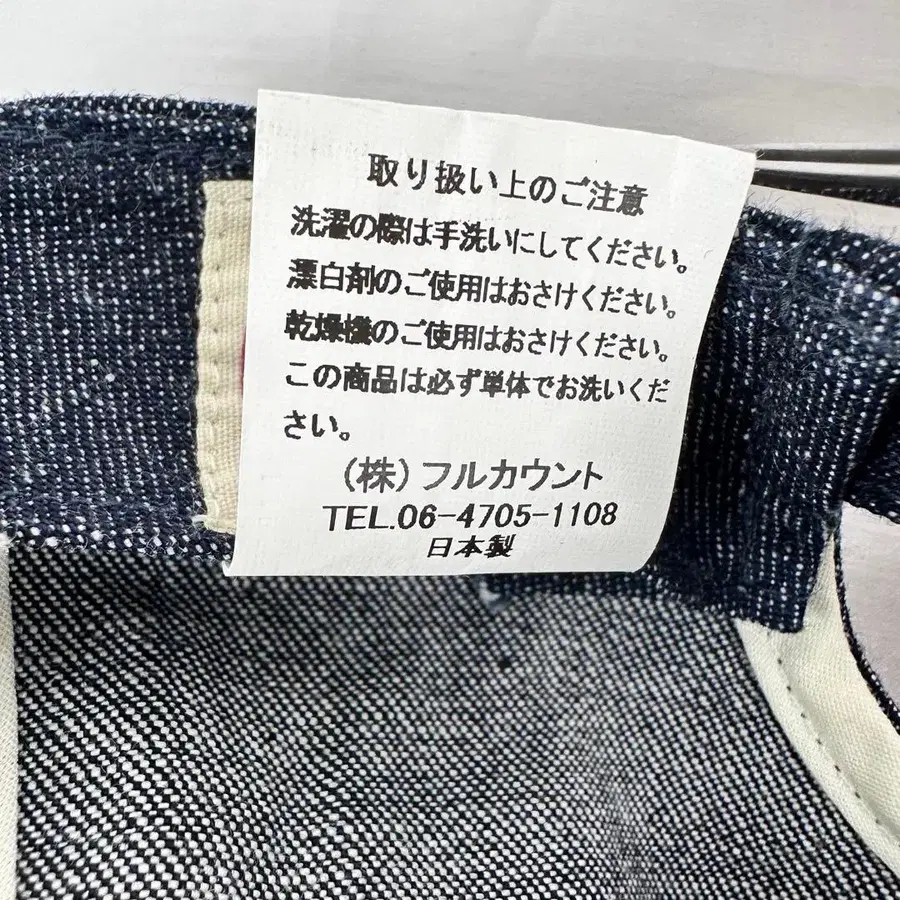 取り扱い上のご注意
洗濯の際は手洗いにしてください。
漂白剤のご使用はおさけください。
乾燥機のご使用はおさけください。
この商品は必ず単体でお洗いくだ
さい。
(株)フルカウント
TEL.06-4705-1108
日本製